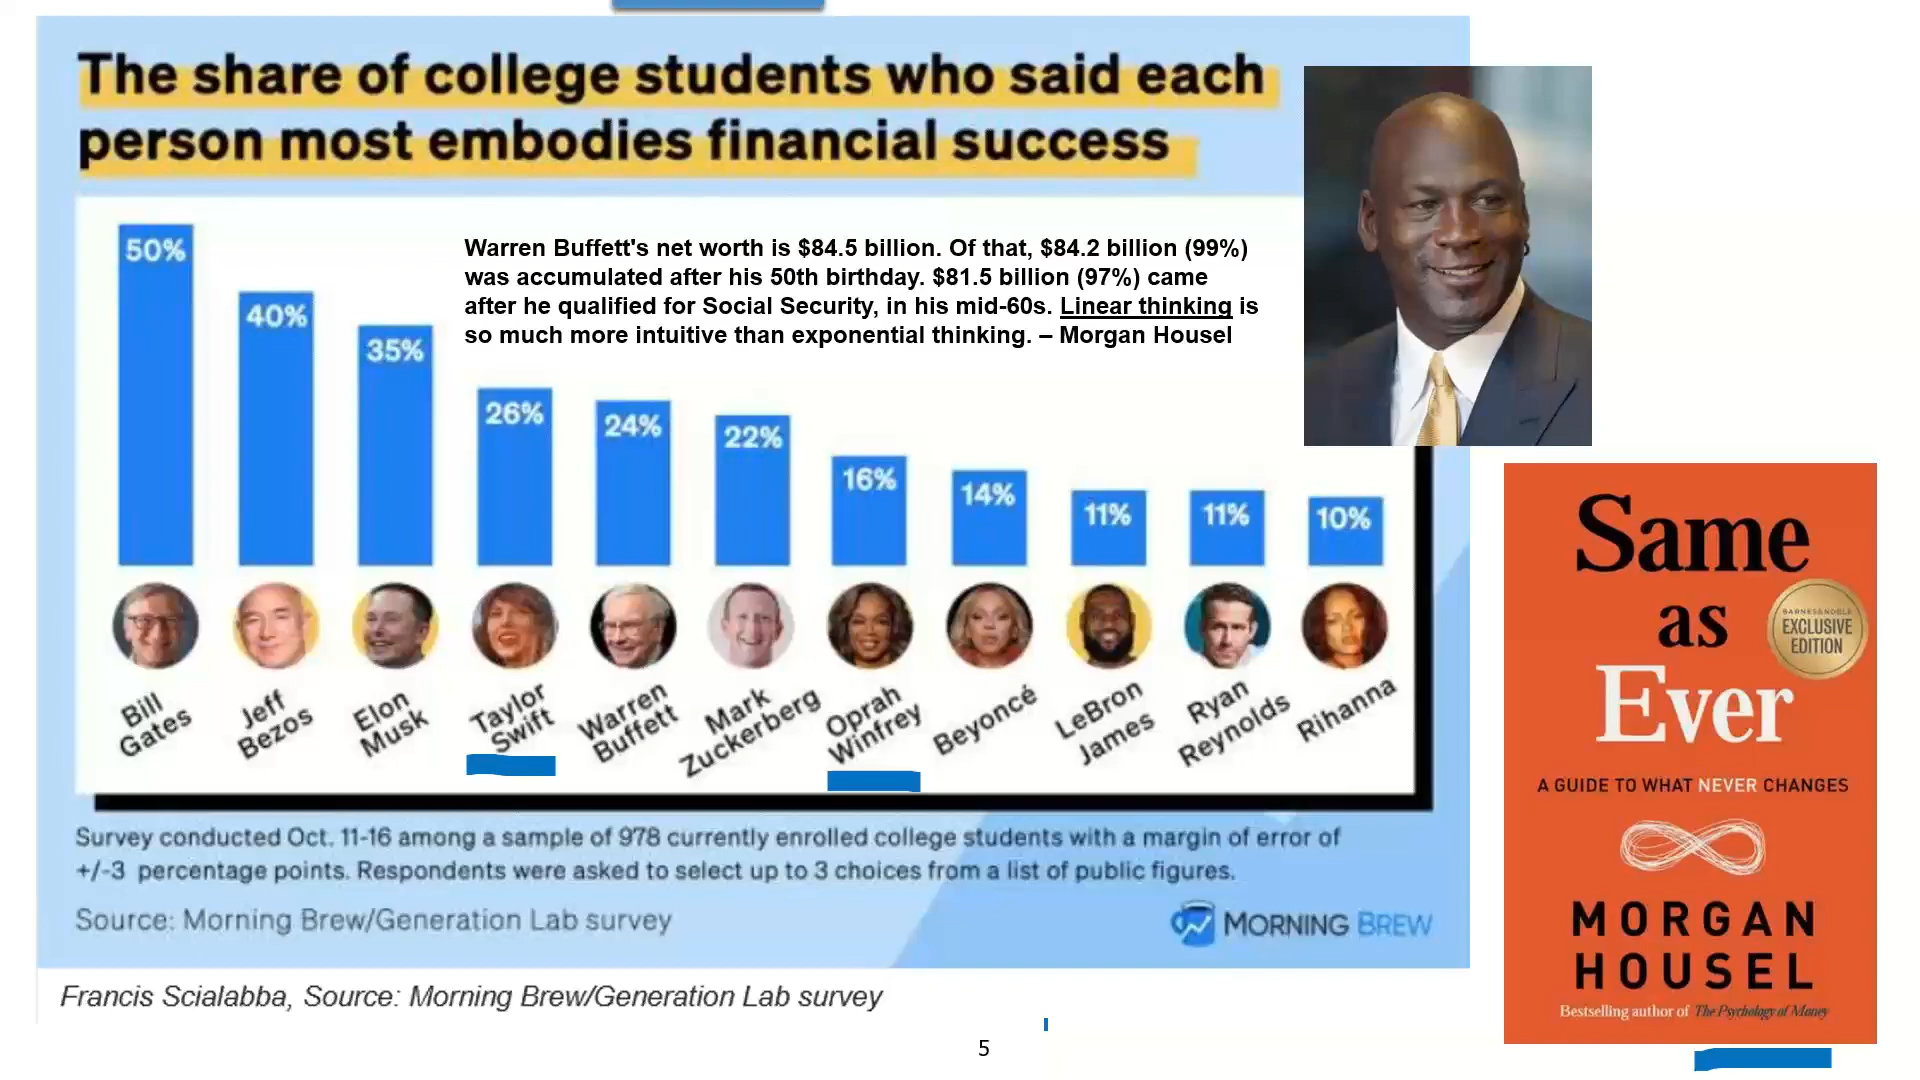 The share of college students who said each
person most embodies financial success
Warren Buffett's net worth is $84.5 billion. Of that, $84.2 billion (99%)
was accumulated after his 50th birthday. $81.5 billion (97%) came
after he qualified for Social Security, in his mid-60s. Linear thinking is
so much more intuitive than exponential thinking. – Morgan Housel
50%
40%
35%
26%
24%
22%
16%
14%
11%
11%
10%
Bill
Gates
Jeff
Bezos
Elon
Musk
Taylor
Swift
Warren
Buffett
Mark
Zuckerberg
Oprah
Winfrey
Beyoncé
LeBron
James
Ryan
Reynolds
Rihanna
Survey conducted Oct. 11-16 among a sample of 978 currently enrolled college students with a margin of error of
+/-3 percentage points. Respondents were asked to select up to 3 choices from a list of public figures.
Source: Morning Brew/Generation Lab survey
MORNING BREW
Francis Scialabba, Source: Morning Brew/Generation Lab survey
5
Same
as
Ever
BARNES & NOBLE
EXCLUSIVE
EDITION
A GUIDE TO WHAT NEVER CHANGES
MORGAN
HOUSEL
Bestselling author of The Psychology of Money